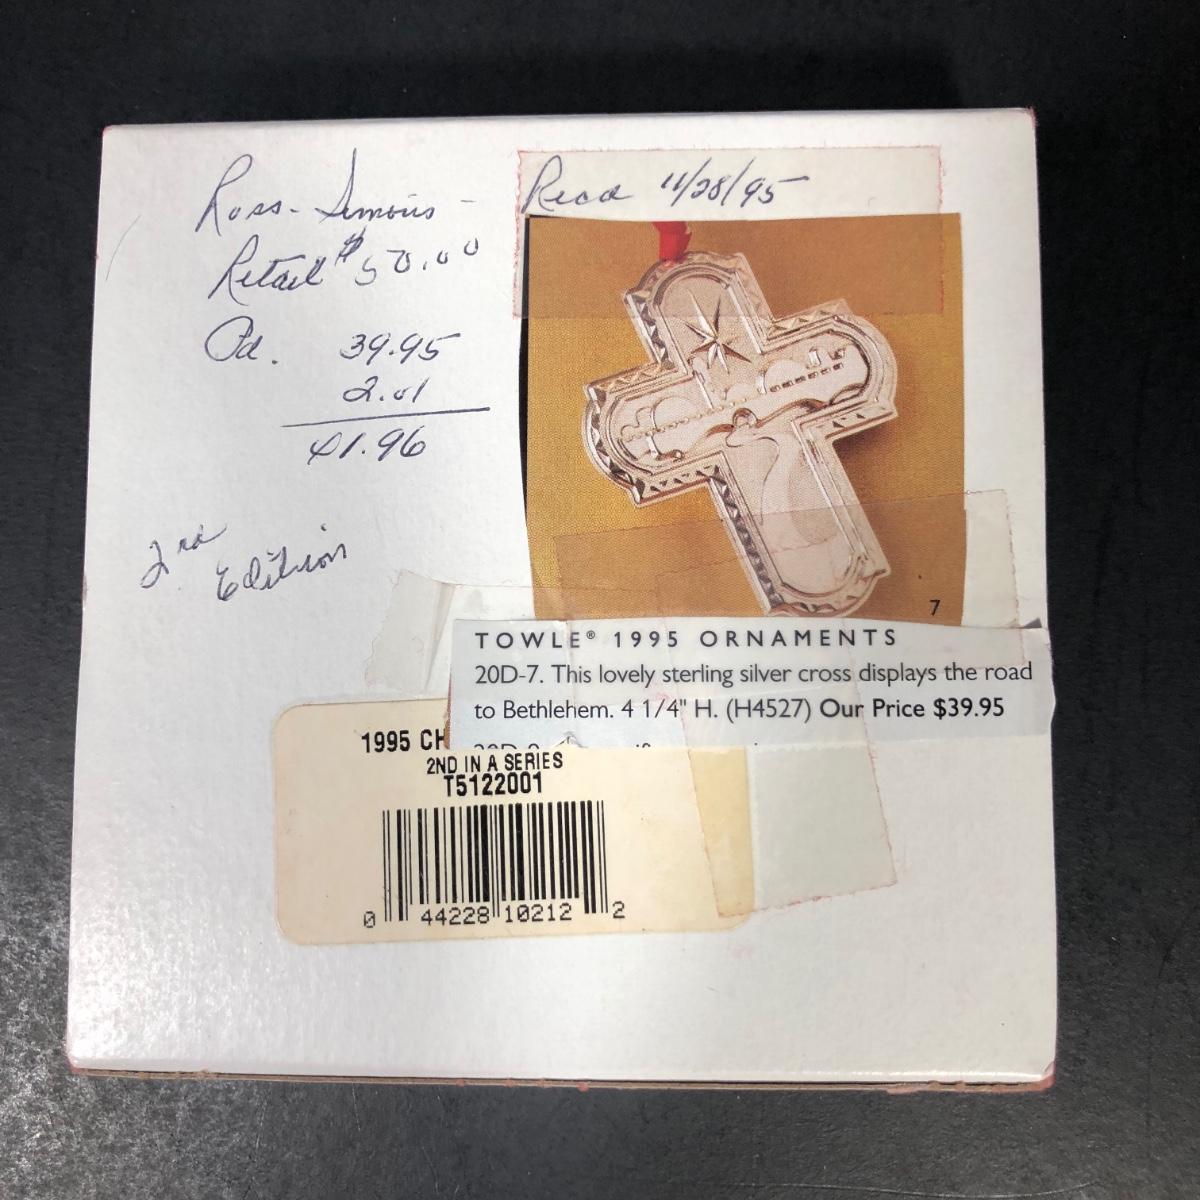 Ross-Simons -
Recd 11/28/95
Retail $50.00
Pd. 39.95
2.01
41.96
2nd
Edition
7
TOWLE® 1995 ORNAMENTS
20D-7. This lovely sterling silver cross displays the road
to Bethlehem. 4 1/4" H. (H4527) Our Price $39.95
1995 CH
2ND IN A SERIES
T5122001
0 44228 10212 2